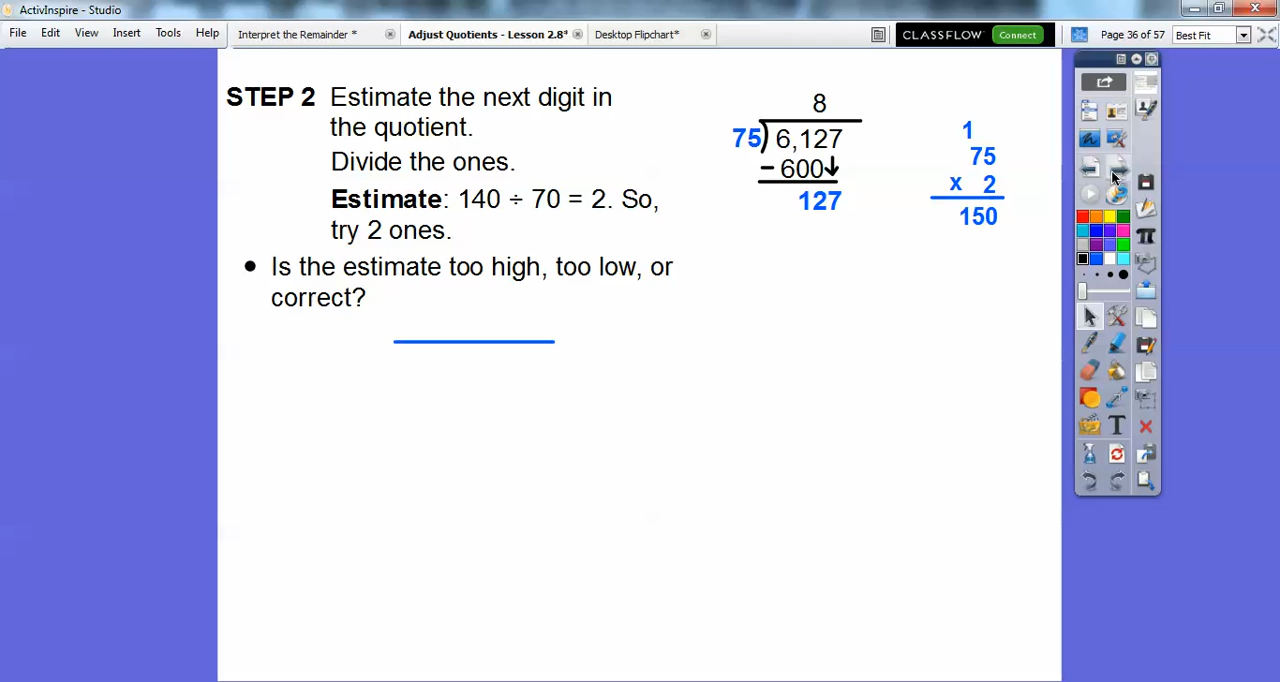 ActivInspire - Studio
File Edit View Insert Tools Help
Interpret the Remainder *
Adjust Quotients - Lesson 2.8*
Desktop Flipchart*
CLASSFLOW Connect
Page 36 of 57
Best Fit
STEP 2 Estimate the next digit in
the quotient.
Divide the ones.
Estimate: 140 ÷ 70 = 2. So,
try 2 ones.
• Is the estimate too high, too low, or
correct?
8
75)6,127
- 600↓
127
1
75
x 2
150
T
π